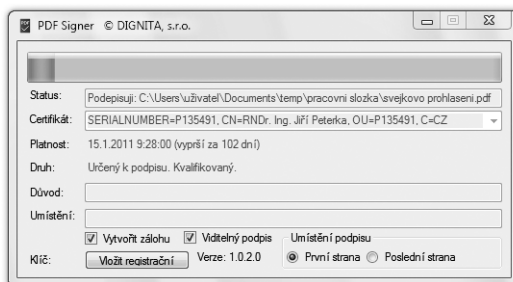 PDF Signer © DIGNITA, s.r.o.
Status: Podepisuji: C:\Users\uživatel\Documents\temp\pracovni slozka\svejkovo prohlaseni.pdf
Certifikát: SERIALNUMBER=P135491, CN=RNDr. Ing. Jiří Peterka, OU=P135491, C=CZ
Platnost: 15.1.2011 9:28:00 (vyprší za 102 dní)
Druh: Určený k podpisu. Kvalifikovaný.
Důvod:
Umístění:
Vytvořit zálohu Viditelný podpis Umístění podpisu
Klíč: Vložit registrační Verze: 1.0.2.0 První strana Poslední strana